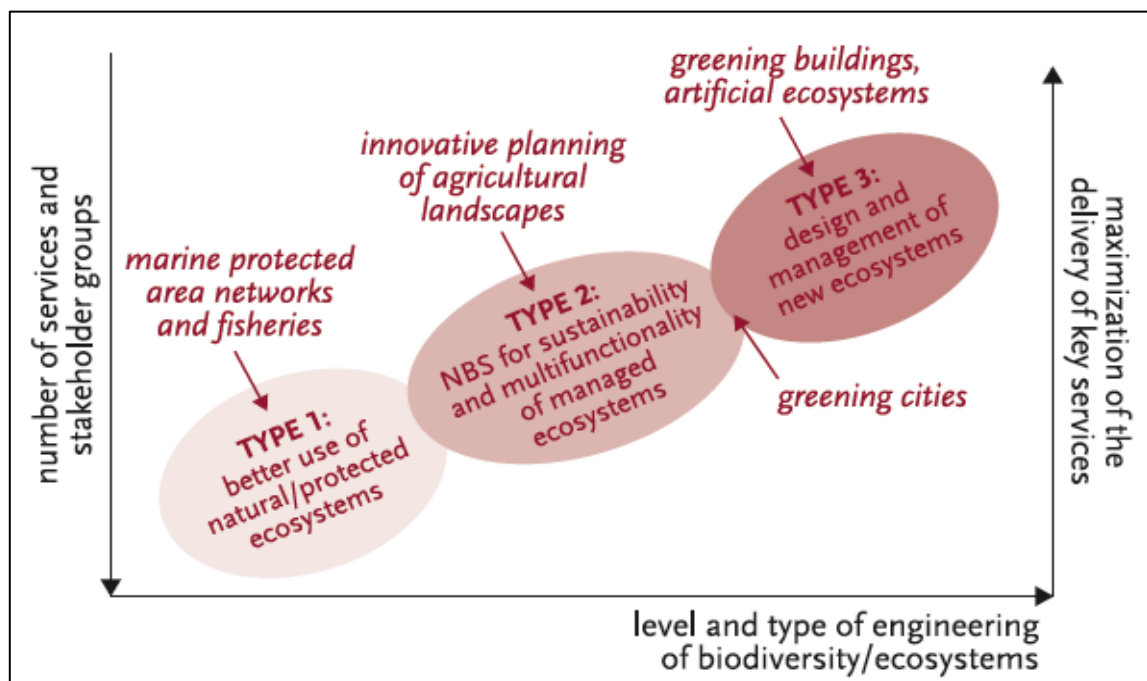 number of services and
stakeholder groups
marine protected
area networks
and fisheries
TYPE 1:
better use of
natural/protected
ecosystems
innovative planning
of agricultural
landscapes
TYPE 2:
NBS for sustainability
and multifunctionality
of managed
ecosystems
greening buildings,
artificial ecosystems
TYPE 3:
design and
management of
new ecosystems
greening cities
maximization of the
delivery of key services
level and type of engineering
of biodiversity/ecosystems